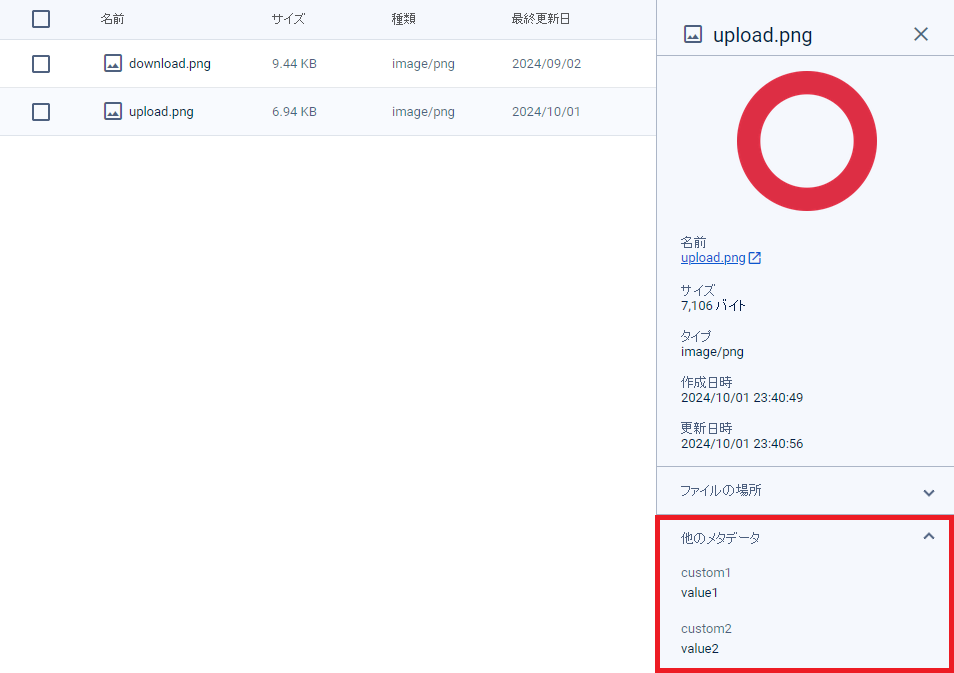 名前 サイズ 種類 最終更新日
download.png 9.44 KB image/png 2024/09/02
upload.png 6.94 KB image/png 2024/10/01
upload.png
名前
upload.png
サイズ
7,106 バイト
タイプ
image/png
作成日時
2024/10/01 23:40:49
更新日時
2024/10/01 23:40:56
ファイルの場所
他のメタデータ
custom1
value1
custom2
value2